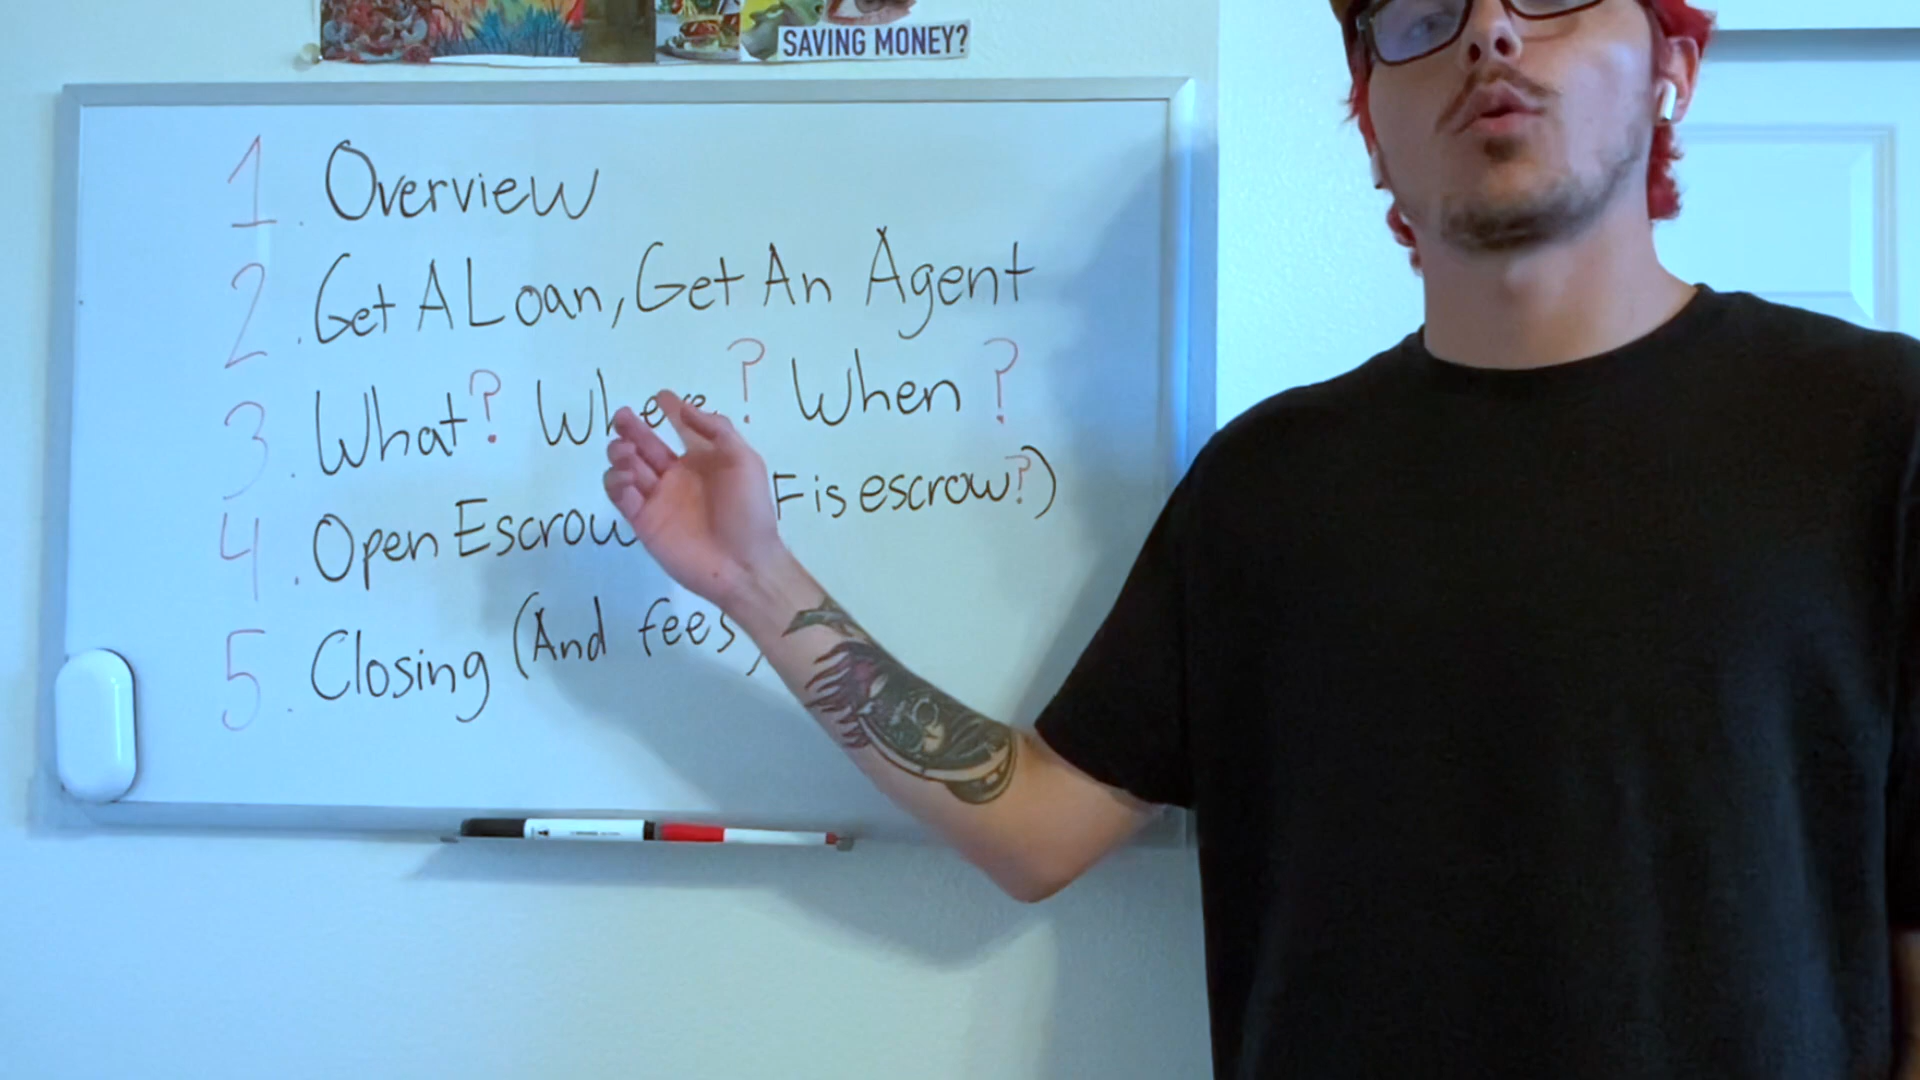 SAVING MONEY?
1. Overview
2. Get A Loan, Get An Agent
3. What? Where? When?
4. Open Escrow F is escrow?)
5. Closing (And fees)